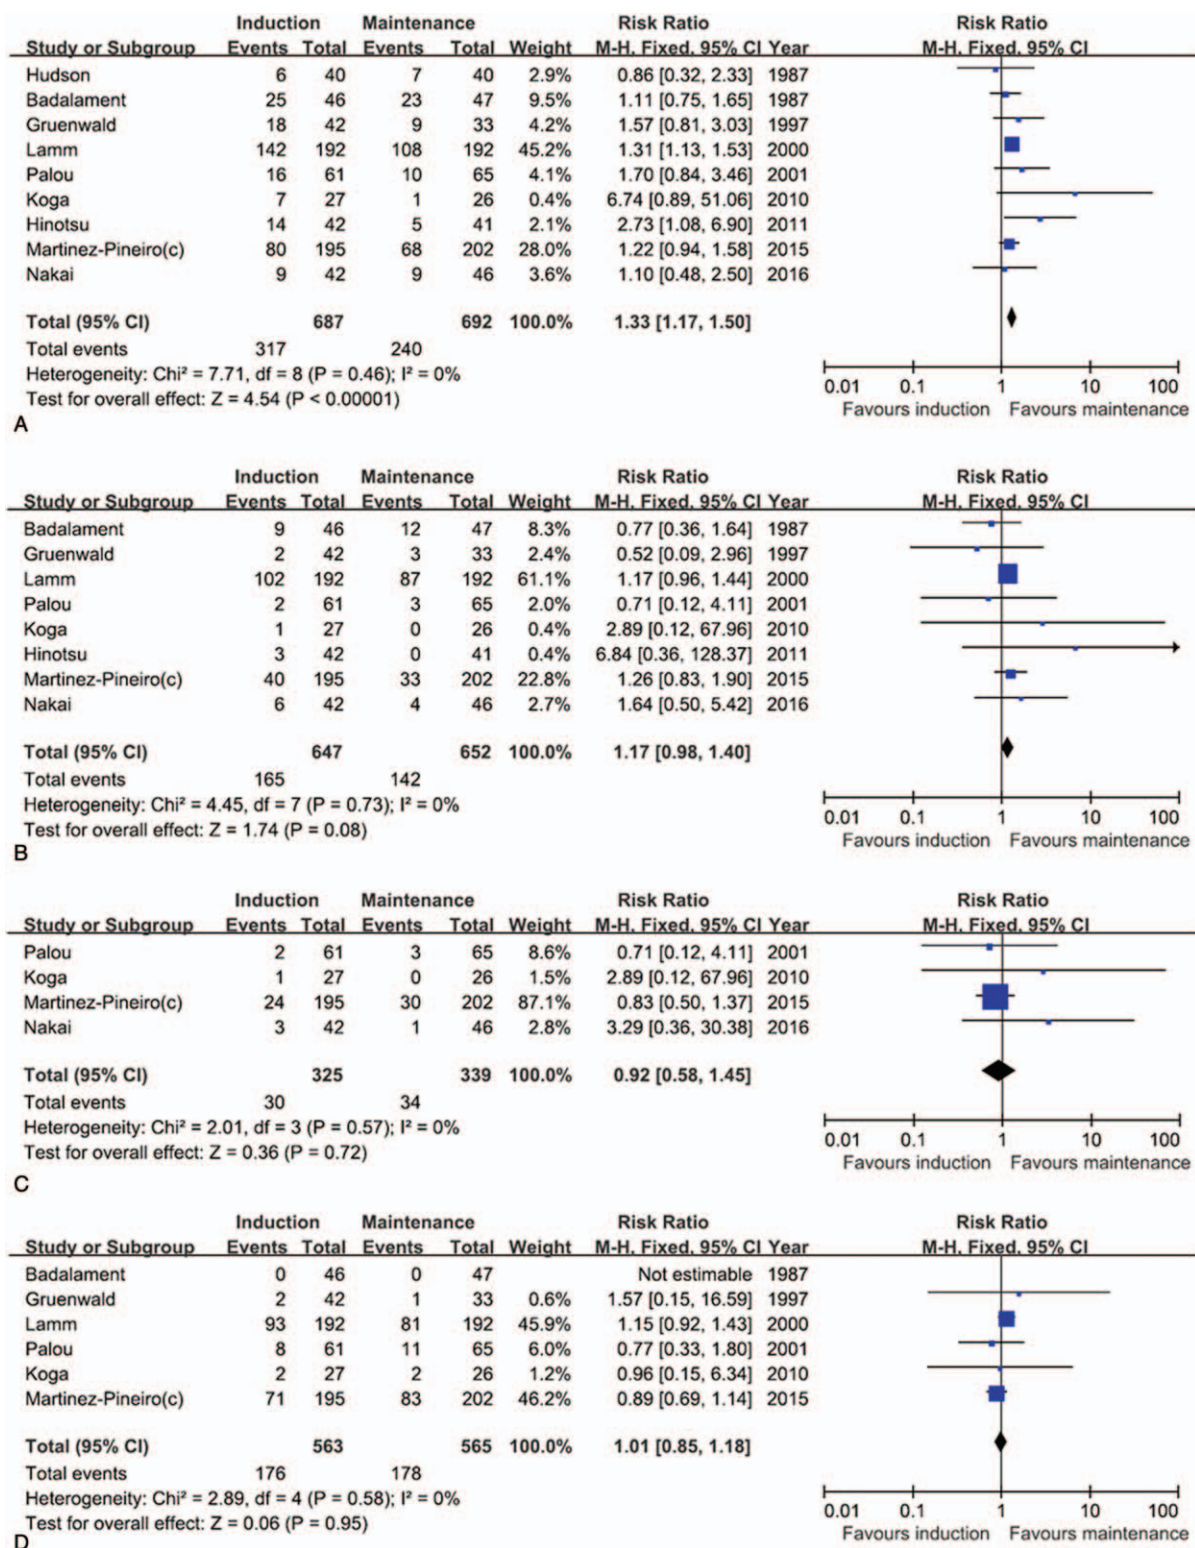 Induction Maintenance Risk Ratio Risk Ratio
Study or Subgroup Events Total Events Total Weight M-H, Fixed, 95% CI Year M-H, Fixed, 95% CI
Hudson 6 40 7 40 2.9% 0.86 [0.32, 2.33] 1987
Badalament 25 46 23 47 9.5% 1.11 [0.75, 1.65] 1987
Gruenwald 18 42 9 33 4.2% 1.57 [0.81, 3.03] 1997
Lamm 142 192 108 192 45.2% 1.31 [1.13, 1.53] 2000
Palou 16 61 10 65 4.1% 1.70 [0.84, 3.46] 2001
Koga 7 27 1 26 0.4% 6.74 [0.89, 51.06] 2010
Hinotsu 14 42 5 41 2.1% 2.73 [1.08, 6.90] 2011
Martinez-Pineiro(c) 80 195 68 202 28.0% 1.22 [0.94, 1.58] 2015
Nakai 9 42 9 46 3.6% 1.10 [0.48, 2.50] 2016
Total (95% CI) 687 692 100.0% 1.33 [1.17, 1.50]
Total events 317 240
Heterogeneity: Chi² = 7.71, df = 8 (P = 0.46); I² = 0%
Test for overall effect: Z = 4.54 (P < 0.00001)
0.01 0.1 1 10 100
Favours induction Favours maintenance
A
Induction Maintenance Risk Ratio Risk Ratio
Study or Subgroup Events Total Events Total Weight M-H, Fixed, 95% CI Year M-H, Fixed, 95% CI
Badalament 9 46 12 47 8.3% 0.77 [0.36, 1.64] 1987
Gruenwald 2 42 3 33 2.4% 0.52 [0.09, 2.96] 1997
Lamm 102 192 87 192 61.1% 1.17 [0.96, 1.44] 2000
Palou 2 61 3 65 2.0% 0.71 [0.12, 4.11] 2001
Koga 1 27 0 26 0.4% 2.89 [0.12, 67.96] 2010
Hinotsu 3 42 0 41 0.4% 6.84 [0.36, 128.37] 2011
Martinez-Pineiro(c) 40 195 33 202 22.8% 1.26 [0.83, 1.90] 2015
Nakai 6 42 4 46 2.7% 1.64 [0.50, 5.42] 2016
Total (95% CI) 647 652 100.0% 1.17 [0.98, 1.40]
Total events 165 142
Heterogeneity: Chi² = 4.45, df = 7 (P = 0.73); I² = 0%
Test for overall effect: Z = 1.74 (P = 0.08)
0.01 0.1 1 10 100
Favours induction Favours maintenance
B
Induction Maintenance Risk Ratio Risk Ratio
Study or Subgroup Events Total Events Total Weight M-H, Fixed, 95% CI Year M-H, Fixed, 95% CI
Palou 2 61 3 65 8.6% 0.71 [0.12, 4.11] 2001
Koga 1 27 0 26 1.5% 2.89 [0.12, 67.96] 2010
Martinez-Pineiro(c) 24 195 30 202 87.1% 0.83 [0.50, 1.37] 2015
Nakai 3 42 1 46 2.8% 3.29 [0.36, 30.38] 2016
Total (95% CI) 325 339 100.0% 0.92 [0.58, 1.45]
Total events 30 34
Heterogeneity: Chi² = 2.01, df = 3 (P = 0.57); I² = 0%
Test for overall effect: Z = 0.36 (P = 0.72)
0.01 0.1 1 10 100
Favours induction Favours maintenance
C
Induction Maintenance Risk Ratio Risk Ratio
Study or Subgroup Events Total Events Total Weight M-H, Fixed, 95% CI Year M-H, Fixed, 95% CI
Badalament 0 46 0 47 Not estimable 1987
Gruenwald 2 42 1 33 0.6% 1.57 [0.15, 16.59] 1997
Lamm 93 192 81 192 45.9% 1.15 [0.92, 1.43] 2000
Palou 8 61 11 65 6.0% 0.77 [0.33, 1.80] 2001
Koga 2 27 2 26 1.2% 0.96 [0.15, 6.34] 2010
Martinez-Pineiro(c) 71 195 83 202 46.2% 0.89 [0.69, 1.14] 2015
Total (95% CI) 563 565 100.0% 1.01 [0.85, 1.18]
Total events 176 178
Heterogeneity: Chi² = 2.89, df = 4 (P = 0.58); I² = 0%
Test for overall effect: Z = 0.06 (P = 0.95)
0.01 0.1 1 10 100
Favours induction Favours maintenance
D